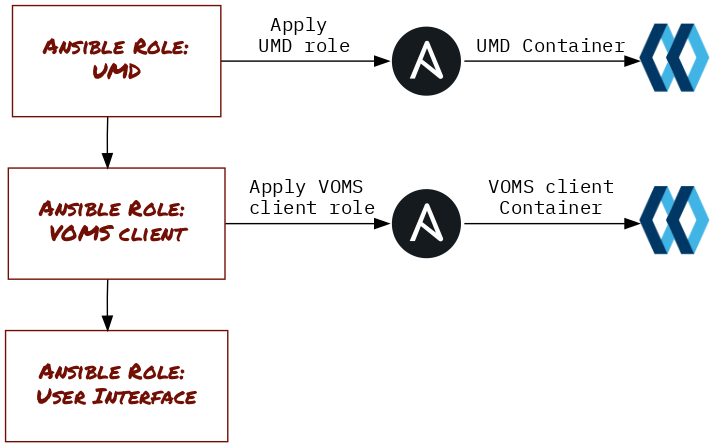 Ansible Role:
UMD
Apply
UMD role
UMD Container
Ansible Role:
VOMS client
Apply VOMS
client role
VOMS client
Container
Ansible Role:
User Interface